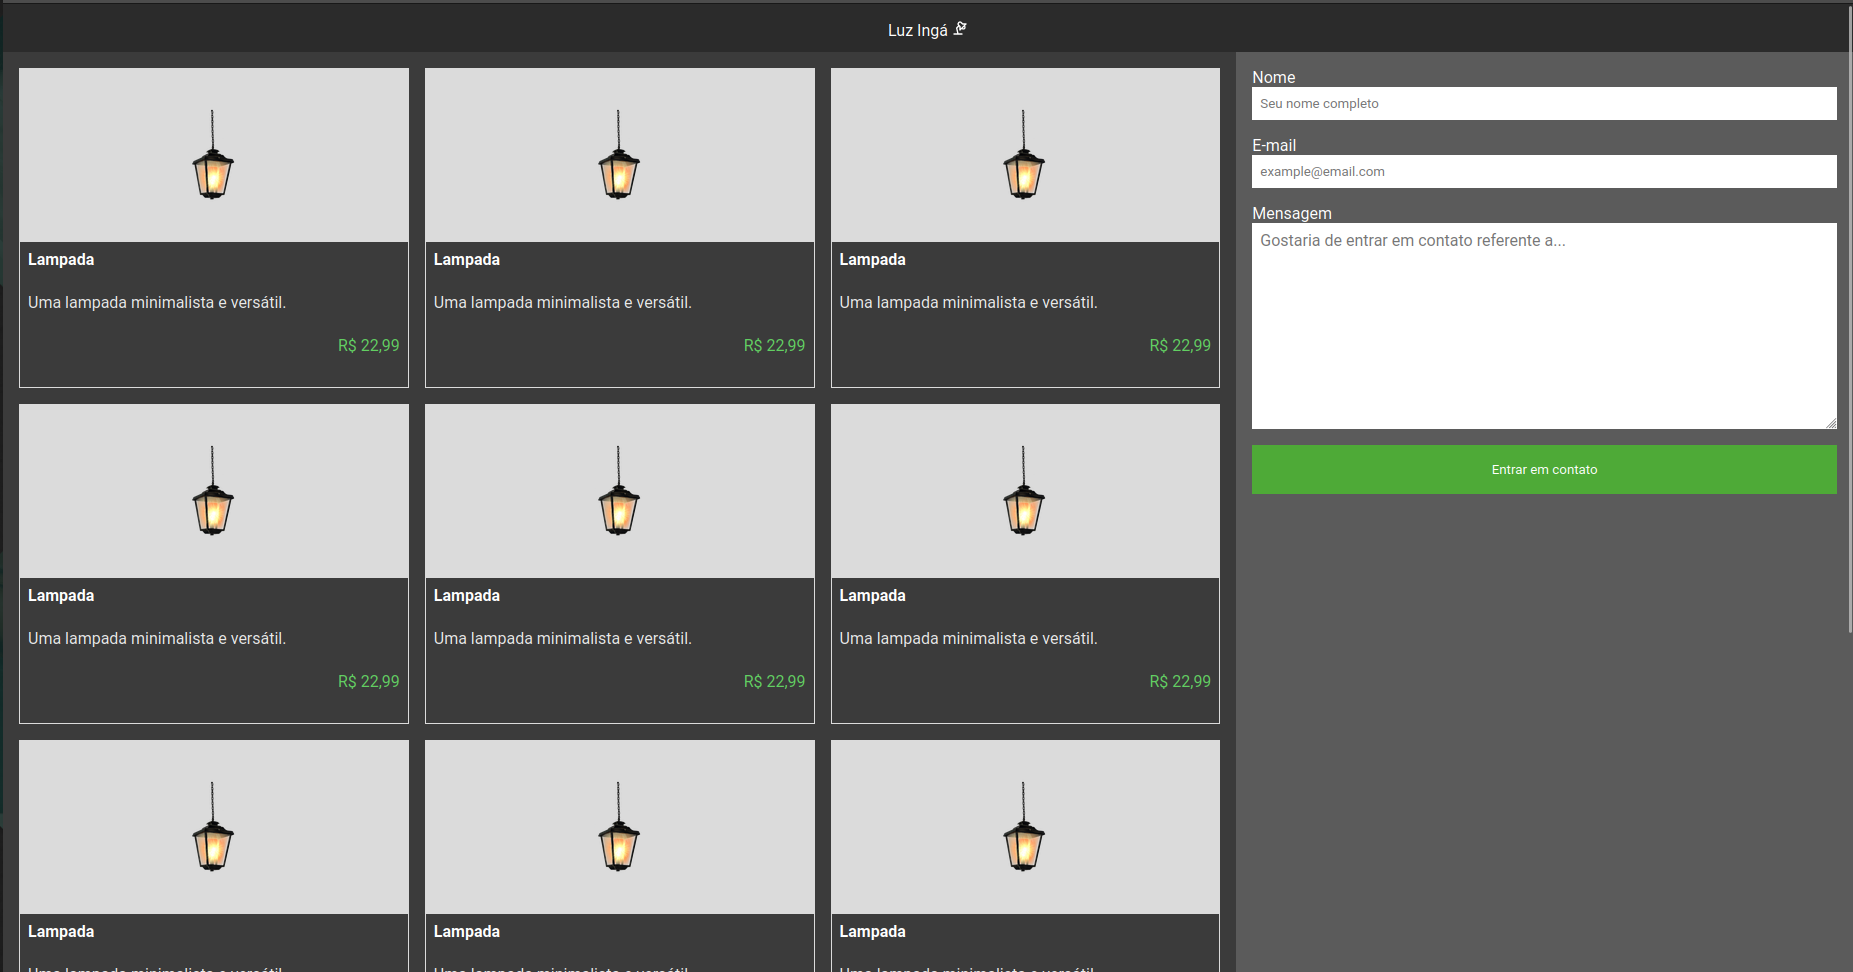 Luz Ingá
Lampada
Uma lampada minimalista e versátil.
R$ 22,99
Lampada
Uma lampada minimalista e versátil.
R$ 22,99
Lampada
Uma lampada minimalista e versátil.
R$ 22,99
Lampada
Uma lampada minimalista e versátil.
R$ 22,99
Lampada
Uma lampada minimalista e versátil.
R$ 22,99
Lampada
Uma lampada minimalista e versátil.
R$ 22,99
Lampada
Lampada
Lampada
Nome
Seu nome completo
E-mail
example@email.com
Mensagem
Gostaria de entrar em contato referente a...
Entrar em contato